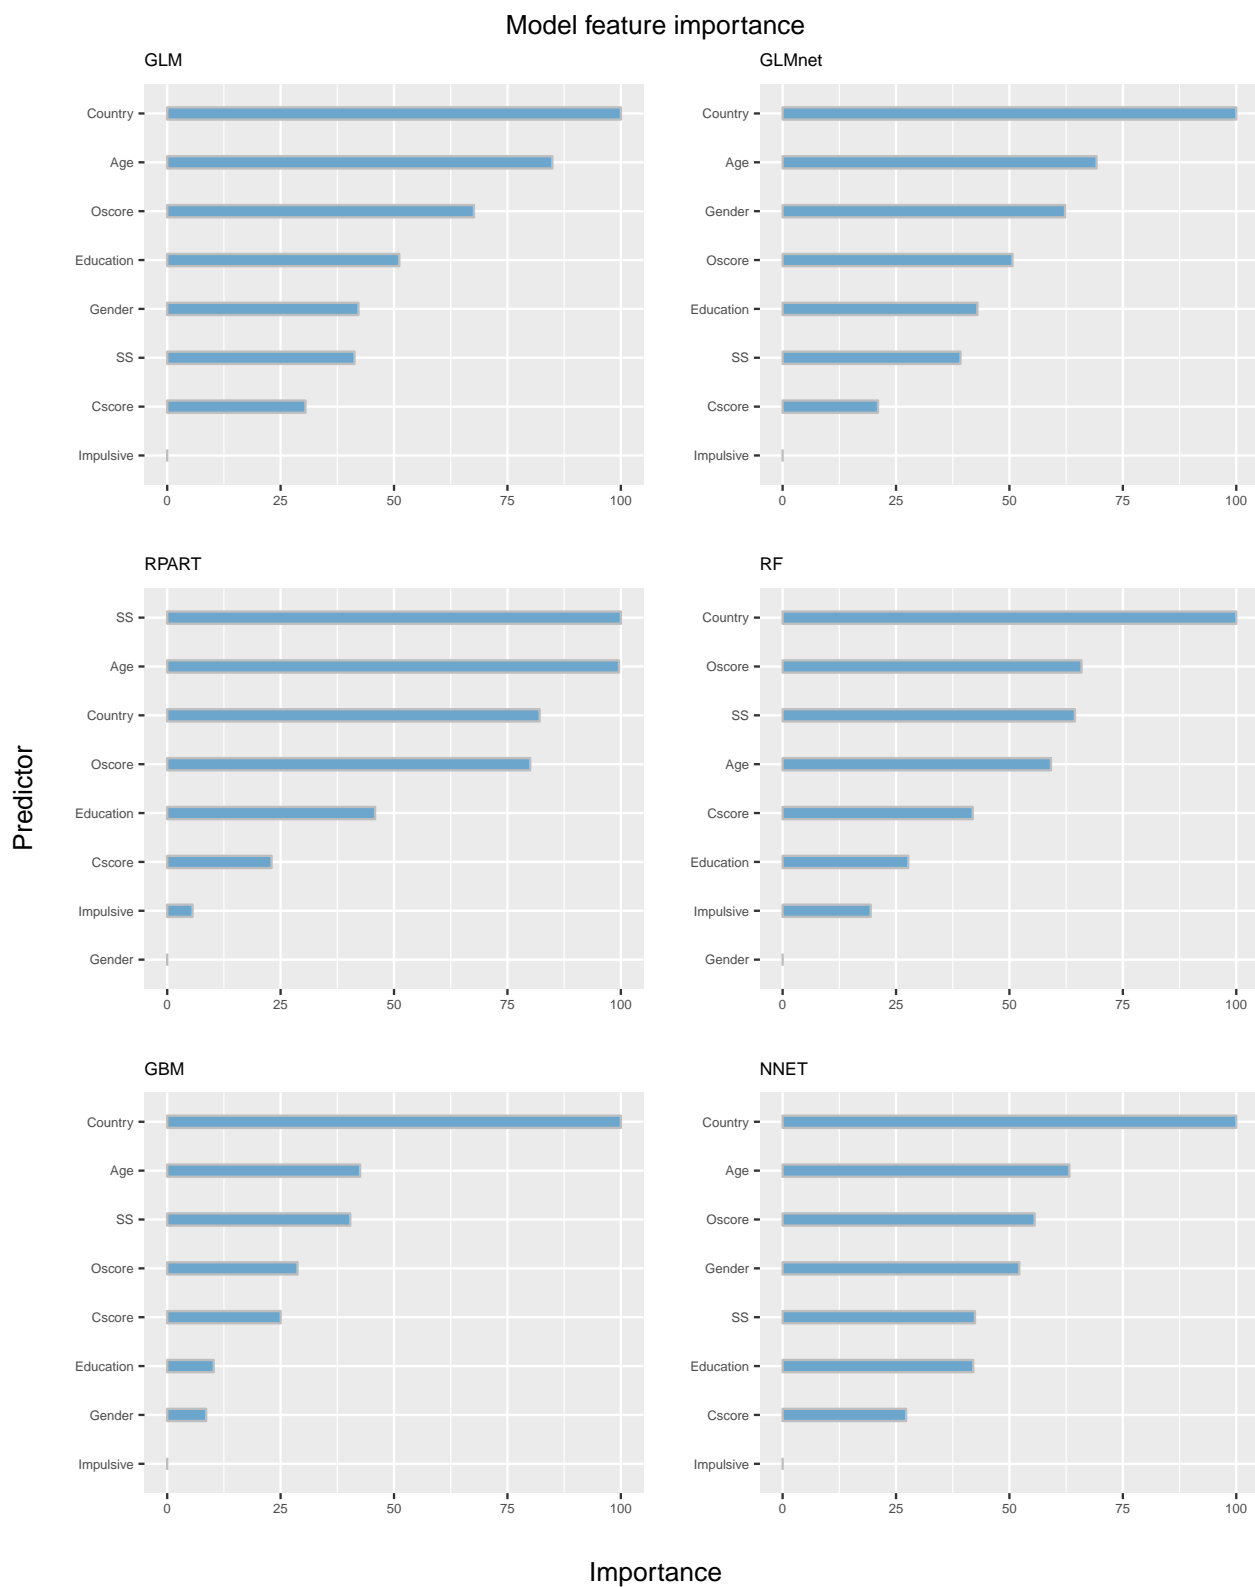 Model feature importance
GLM
Country
Age
Oscore
Education
Gender
SS
Cscore
Impulsive
0 25 50 75 100
GLMnet
Country
Age
Gender
Oscore
Education
SS
Cscore
Impulsive
0 25 50 75 100
RPART
SS
Age
Country
Oscore
Education
Cscore
Impulsive
Gender
0 25 50 75 100
RF
Country
Oscore
SS
Age
Cscore
Education
Impulsive
Gender
0 25 50 75 100
GBM
Country
Age
SS
Oscore
Cscore
Education
Gender
Impulsive
0 25 50 75 100
NNET
Country
Age
Oscore
Gender
SS
Education
Cscore
Impulsive
0 25 50 75 100
Predictor
Importance